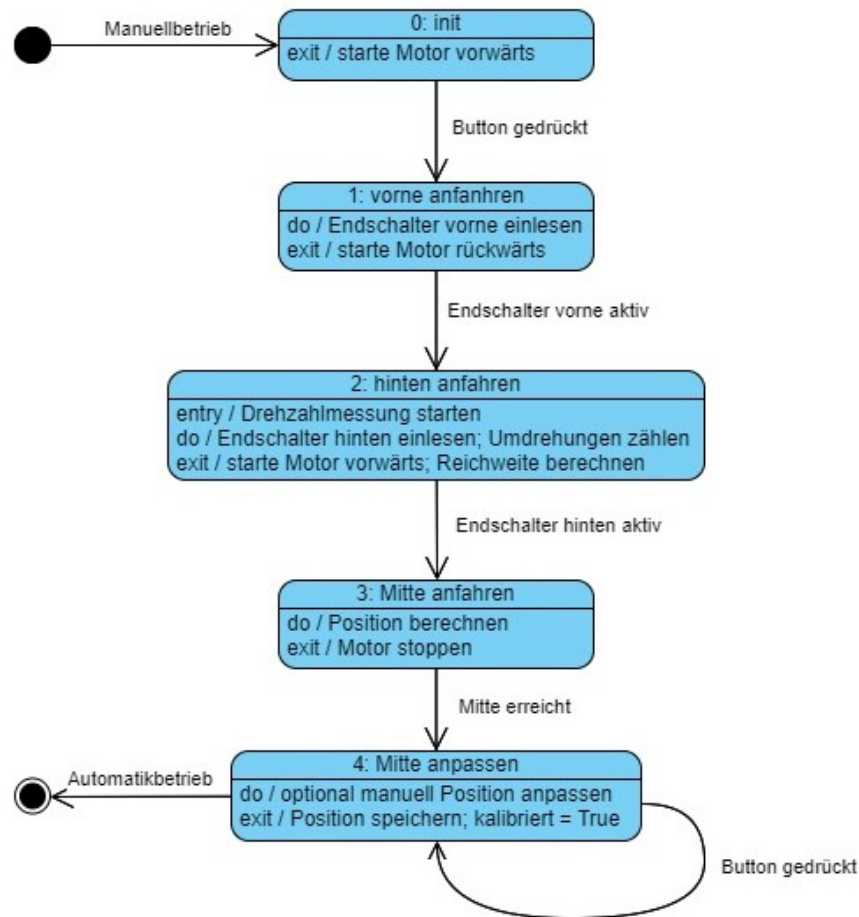 Manuellbetrieb
0: init
exit / starte Motor vorwärts
Button gedrückt
1: vorne anfanhren
do / Endschalter vorne einlesen
exit / starte Motor rückwärts
Endschalter vorne aktiv
2: hinten anfahren
entry / Drehzahlmessung starten
do / Endschalter hinten einlesen; Umdrehungen zählen
exit / starte Motor vorwärts; Reichweite berechnen
Endschalter hinten aktiv
3: Mitte anfahren
do / Position berechnen
exit / Motor stoppen
Mitte erreicht
Automatikbetrieb
4: Mitte anpassen
do / optional manuell Position anpassen
exit / Position speichern; kalibriert = True
Button gedrückt